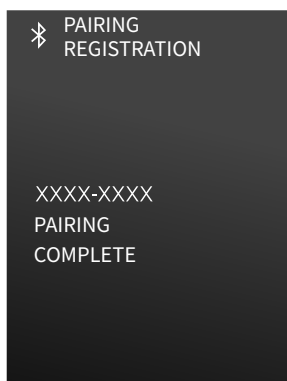 PAIRING
REGISTRATION
XXXX-XXXX
PAIRING
COMPLETE